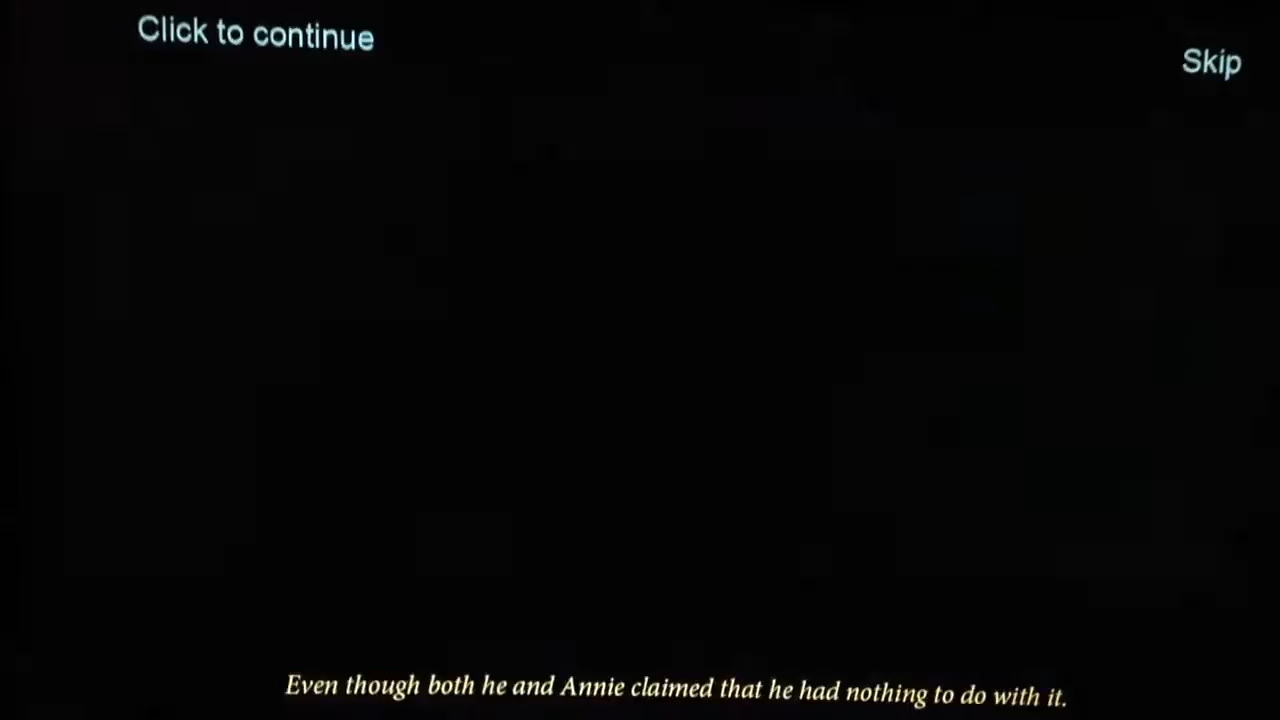 Click to continue
Skip
Even though both he and Annie claimed that he had nothing to do with it.